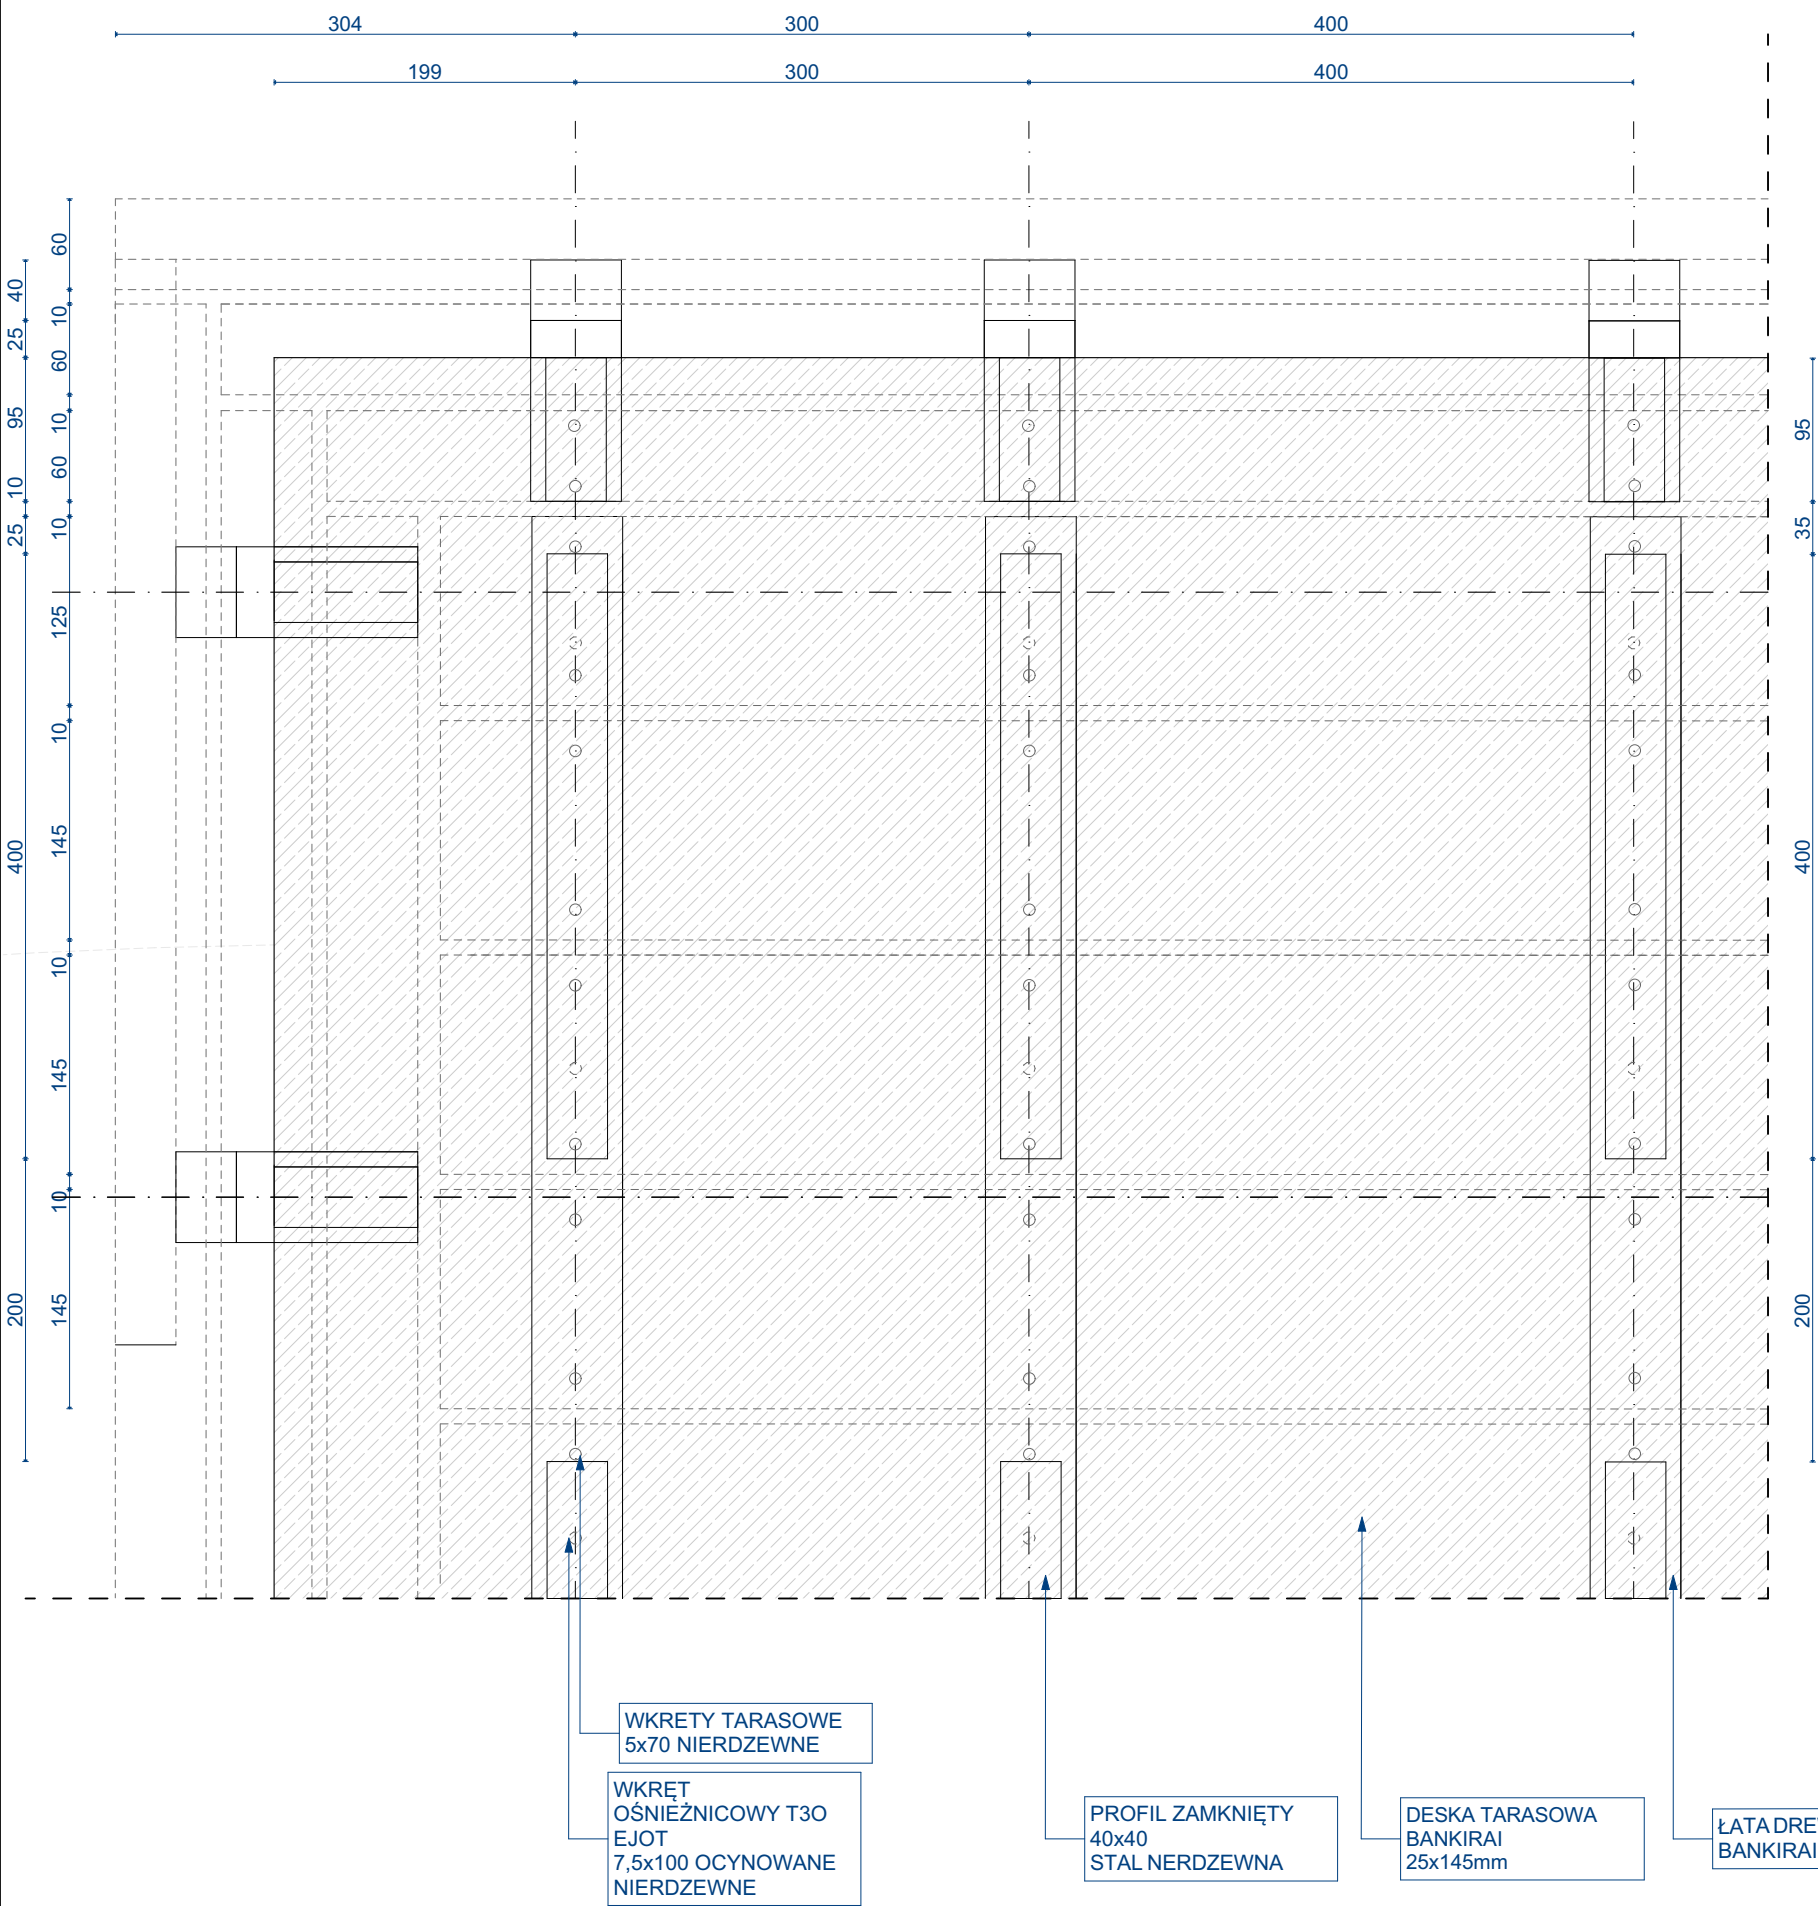 304 300 400
199 300 400
60
10
60
10
60
10
125
10
145
10
145
10
145
40
25
95
10
25
400
200
95
35
400
200
WKRETY TARASOWE
5x70 NIERDZEWNE
WKRĘT
OŚNIEŻNICOWY T3O
EJOT
7,5x100 OCYNOWANE
NIERDZEWNE
PROFIL ZAMKNIĘTY
40x40
STAL NERDZEWNA
DESKA TARASOWA
BANKIRAI
25x145mm
ŁATA
BANKIRAI